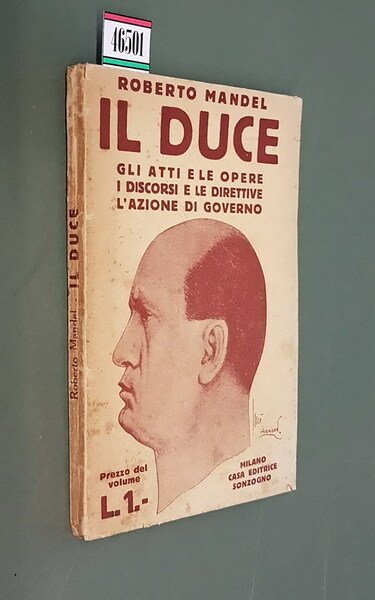 46501
ROBERTO MANDEL
IL DUCE
GLI ATTI E LE OPERE
I DISCORSI E LE DIRETTIVE
L'AZIONE DI GOVERNO
Prezzo del
volume
L.1.-
MILANO
CASA EDITRICE
SONZOGNO
Roberto Mandel - IL DUCE